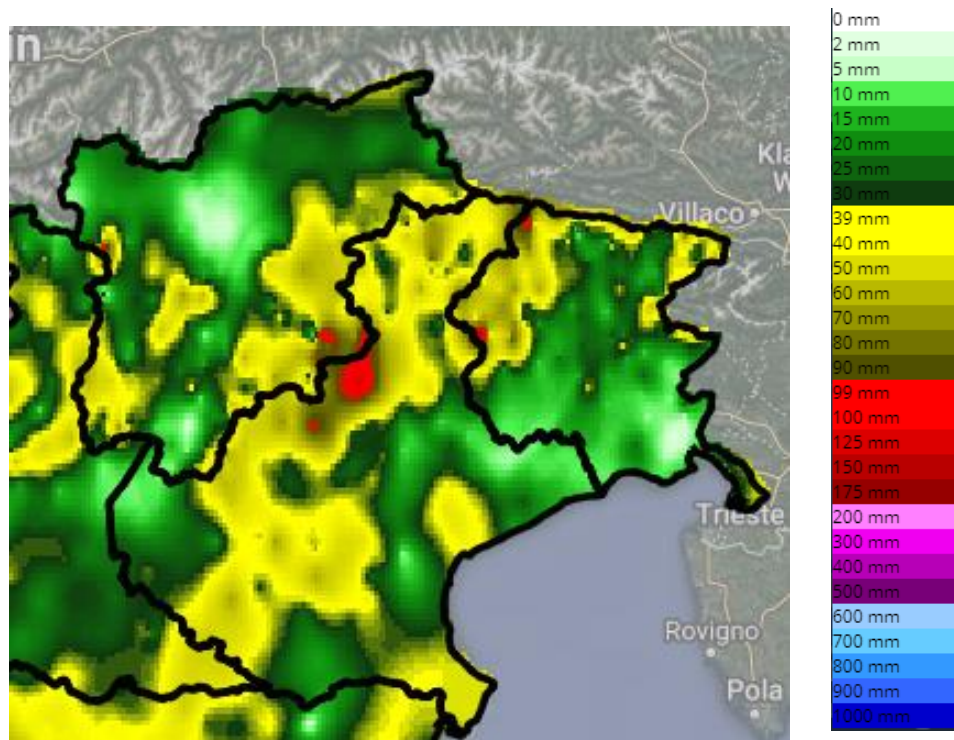 in
Kla
W
Villaco
Trieste
Rovigno
Pola
0 mm
2 mm
5 mm
10 mm
15 mm
20 mm
25 mm
30 mm
39 mm
40 mm
50 mm
60 mm
70 mm
80 mm
90 mm
99 mm
100 mm
125 mm
150 mm
175 mm
200 mm
300 mm
400 mm
500 mm
600 mm
700 mm
800 mm
900 mm
1000 mm